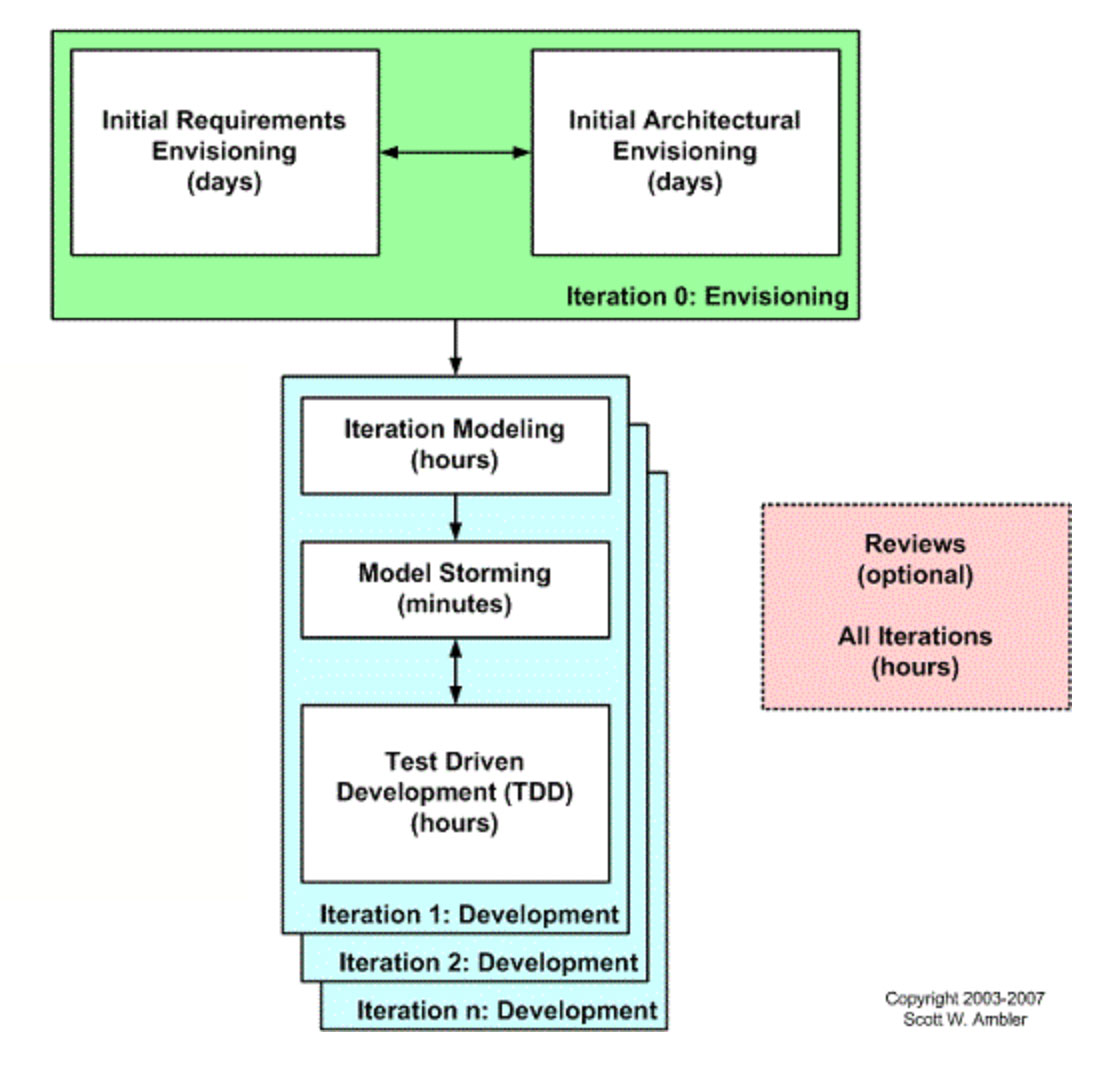 Initial Requirements
Envisioning
(days)
Initial Architectural
Envisioning
(days)
Iteration 0: Envisioning
Iteration Modeling
(hours)
Model Storming
(minutes)
Test Driven
Development (TDD)
(hours)
Iteration 1: Development
Iteration 2: Development
Iteration n: Development
Reviews
(optional)
All Iterations
(hours)
Copyright 2003-2007
Scott W. Ambler